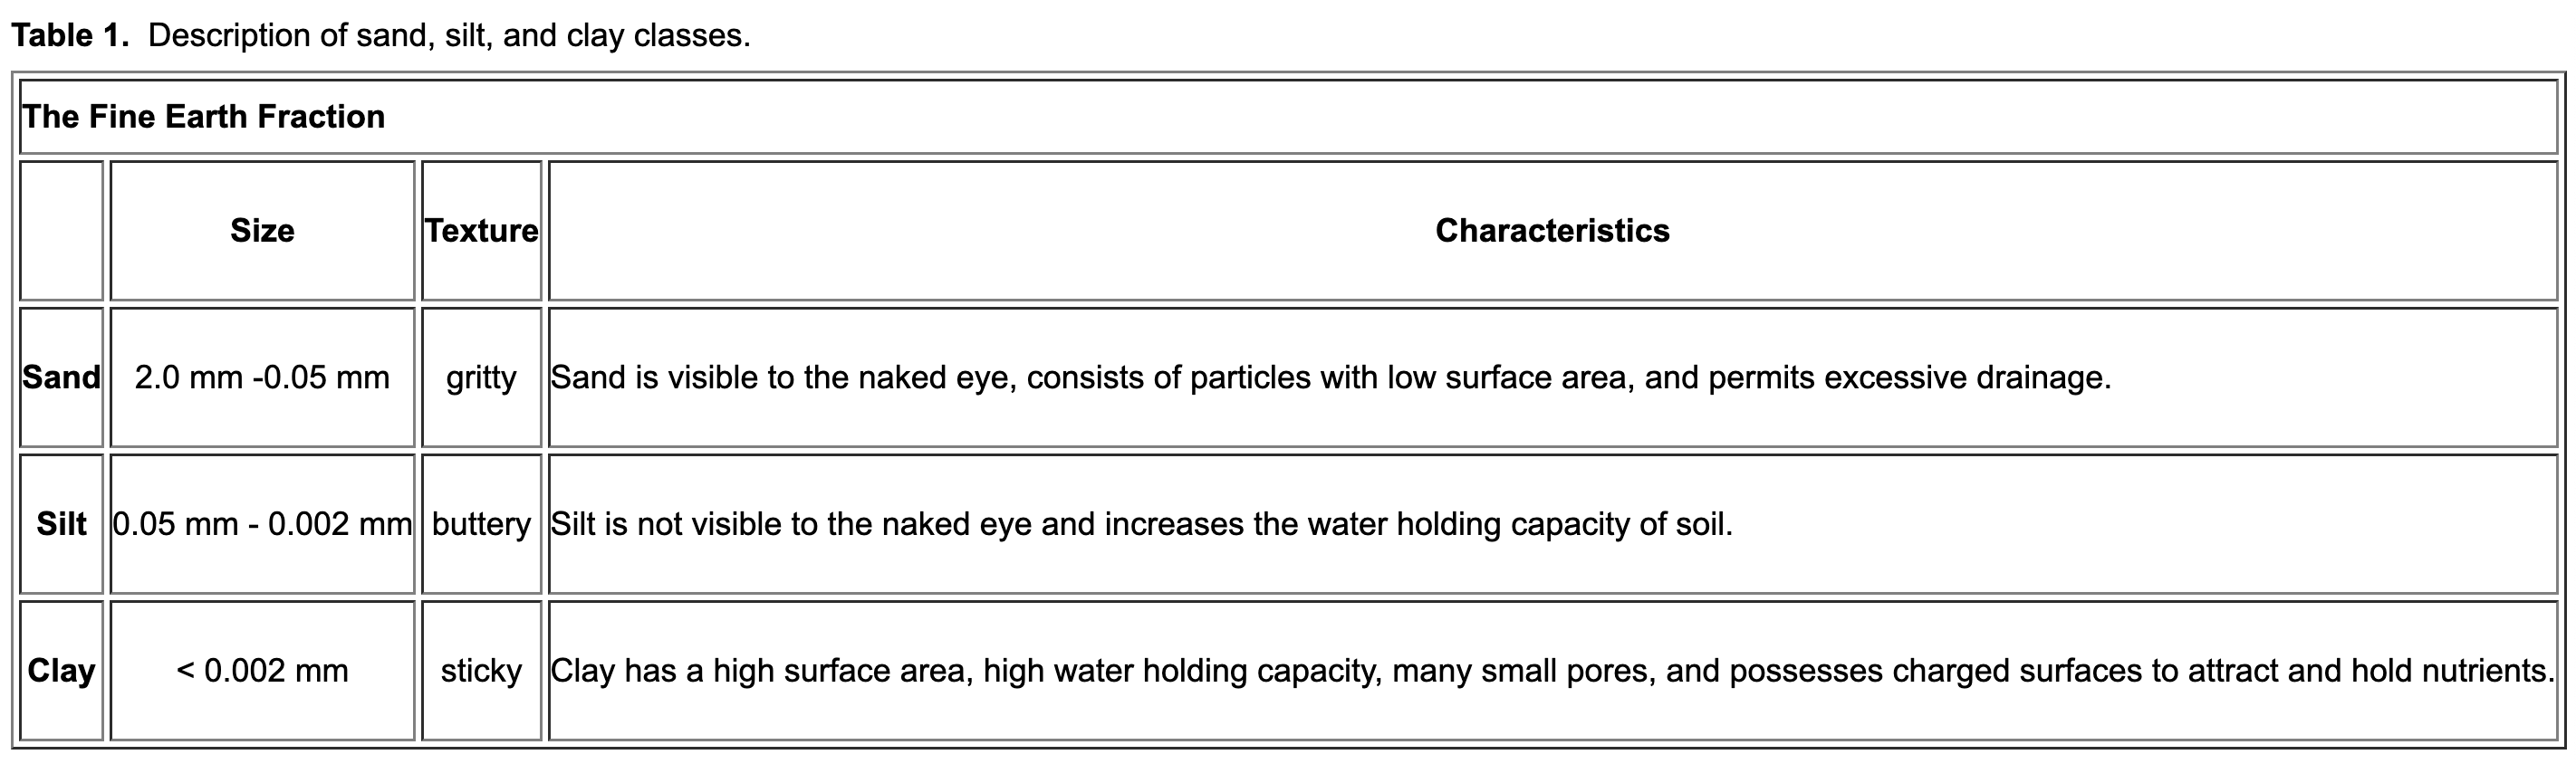 Table 1. Description of sand, silt, and clay classes.
The Fine Earth Fraction
Size Texture Characteristics
Sand 2.0 mm -0.05 mm gritty Sand is visible to the naked eye, consists of particles with low surface area, and permits excessive drainage.
Silt 0.05 mm - 0.002 mm buttery Silt is not visible to the naked eye and increases the water holding capacity of soil.
Clay < 0.002 mm sticky Clay has a high surface area, high water holding capacity, many small pores, and possesses charged surfaces to attract and hold nutrients.